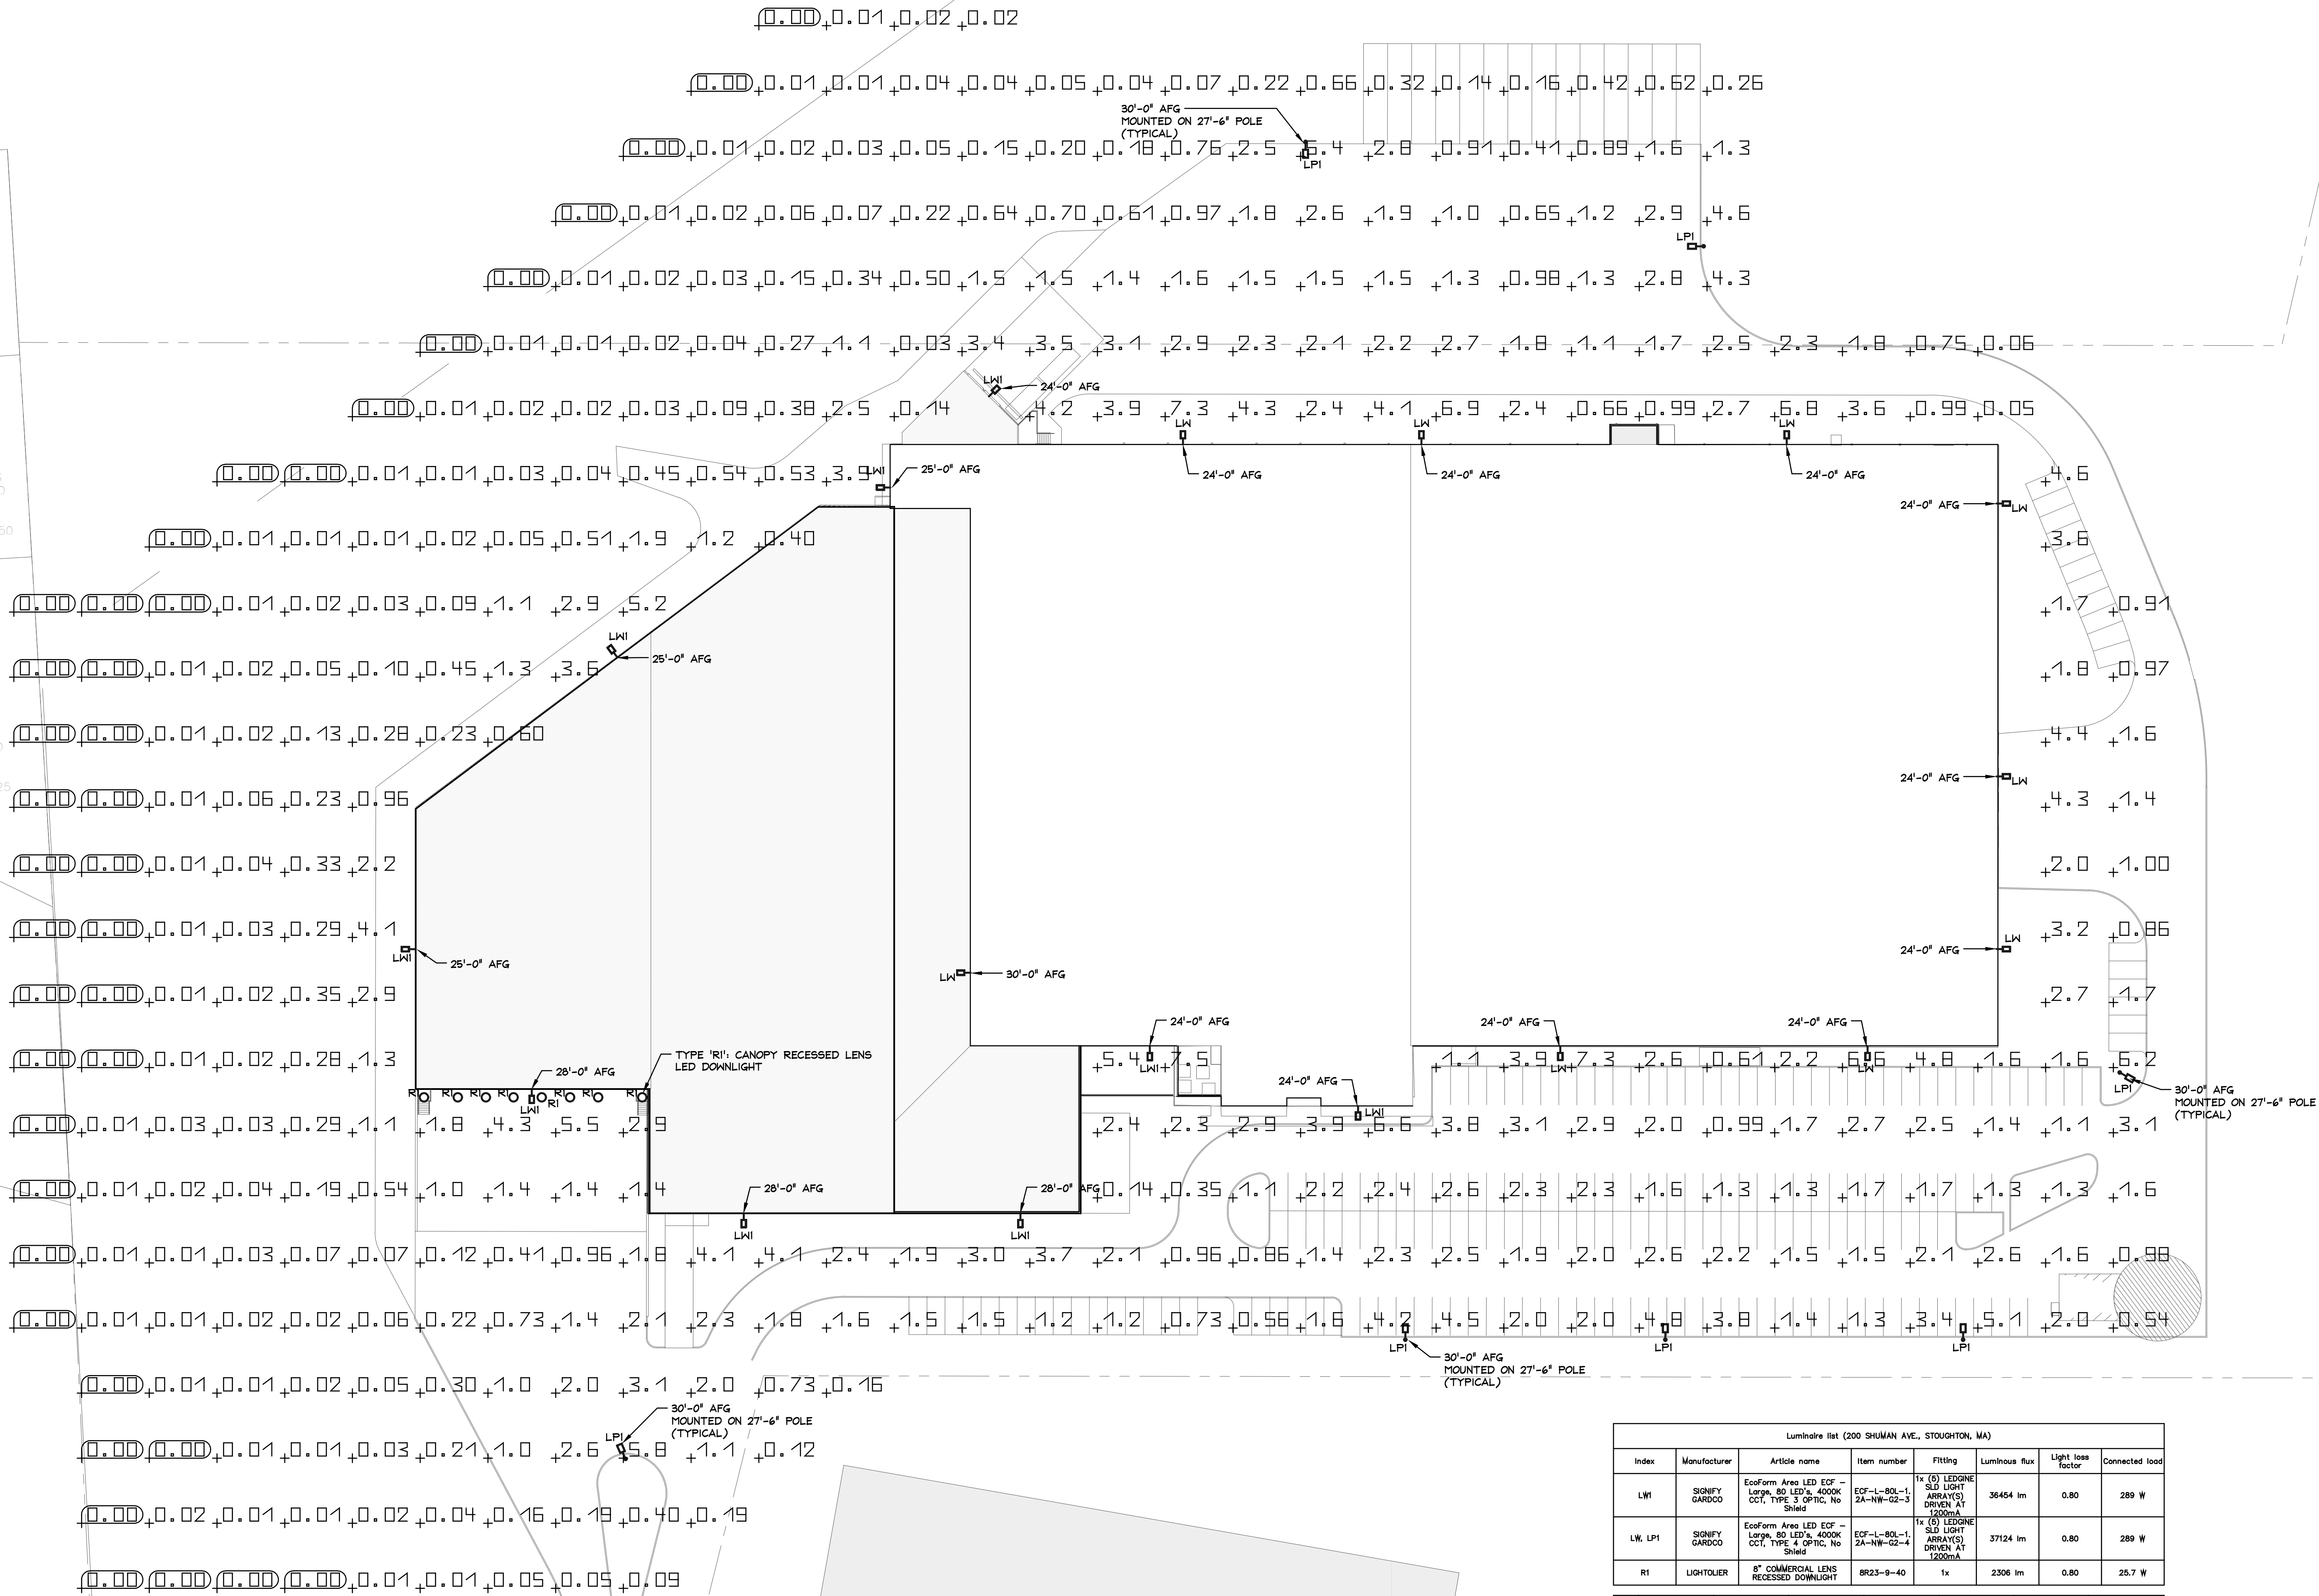 0.00 0.01 0.02 0.02
0.00 0.01 0.01 0.04 0.04 0.05 0.04 0.07 0.22 0.66 0.32 0.14 0.16 0.42 0.62 0.26
30'-0" AFG
MOUNTED ON 27'-6" POLE
(TYPICAL)
0.00 0.01 0.02 0.03 0.05 0.15 0.20 0.18 0.76 2.5 6.4 2.8 0.91 0.41 0.89 1.6 1.3
LP1
0.00 0.01 0.02 0.06 0.07 0.22 0.64 0.70 0.61 0.97 1.8 2.6 1.9 1.0 0.65 1.2 2.9 4.6
LP1
0.00 0.01 0.02 0.03 0.15 0.34 0.50 1.5 1.5 1.4 1.6 1.5 1.5 1.5 1.3 0.98 1.3 2.8 4.3
0.00 0.01 0.01 0.02 0.04 0.27 1.1 0.03 3.4 3.5 3.1 2.9 2.3 2.1 2.2 2.7 1.8 1.1 1.7 2.5 2.3 1.8 0.75 0.06
LW1 24'-0" AFG
0.00 0.01 0.02 0.02 0.03 0.09 0.38 2.5 0.14 4.2 3.9 7.3 4.3 2.4 4.1 6.9 2.4 0.66 0.99 2.7 6.8 3.6 0.99 0.05
LW LW LW
0.00 0.00 0.01 0.01 0.03 0.04 0.45 0.54 0.53 3.9 LW1 25'-0" AFG 24'-0" AFG 24'-0" AFG 24'-0" AFG 4.6
24'-0" AFG LW
0.00 0.01 0.01 0.01 0.02 0.05 0.51 1.9 1.2 0.40 3.6
0.00 0.00 0.00 0.01 0.02 0.03 0.09 1.1 2.9 5.2 1.7 0.91
LW1
25'-0" AFG
0.00 0.00 0.01 0.02 0.05 0.10 0.45 1.3 3.6 1.8 0.97
0.00 0.00 0.01 0.02 0.13 0.28 0.23 0.60 4.4 1.6
24'-0" AFG LW
0.00 0.00 0.01 0.06 0.23 0.96 4.3 1.4
0.00 0.00 0.01 0.04 0.33 2.2 2.0 1.00
0.00 0.00 0.01 0.03 0.29 4.1 3.2 0.86
LW
24'-0" AFG
LW1 25'-0" AFG
LW 30'-0" AFG
0.00 0.00 0.01 0.02 0.35 2.9 2.7 1.7
24'-0" AFG 24'-0" AFG 24'-0" AFG
0.00 0.00 0.01 0.02 0.28 1.3 5.4 7.5 1.1 3.9 7.3 2.6 0.61 2.2 6.6 4.8 1.6 1.6 6.2
TYPE 'R1': CANOPY RECESSED LENS
LED DOWNLIGHT
LW1 LW LW
28'-0" AFG
24'-0" AFG
LP1
30'-0" AFG
MOUNTED ON 27'-6" POLE
(TYPICAL)
R1 R1 R1 R1 R1 R1 R1
LW1
LW1
0.00 0.01 0.03 0.03 0.29 1.1 1.8 4.3 5.5 2.9 2.4 2.3 2.9 3.9 6.6 3.8 3.1 2.9 2.0 0.99 1.7 2.7 2.5 1.4 1.1 3.1
0.00 0.01 0.02 0.04 0.19 0.54 1.0 1.4 1.4 1.4 28'-0" AFG 28'-0" AFG 0.14 0.35 1.1 2.2 2.4 2.6 2.3 2.3 1.6 1.3 1.3 1.7 1.7 1.3 1.3 1.6
LW1 LW1
0.00 0.01 0.01 0.03 0.07 0.07 0.12 0.41 0.96 1.8 4.1 4.1 2.4 1.9 3.0 3.7 2.1 0.96 0.86 1.4 2.3 2.5 1.9 2.0 2.6 2.2 1.5 1.5 2.1 2.6 1.6 0.98
0.00 0.01 0.01 0.02 0.02 0.06 0.22 0.73 1.4 2.1 2.3 1.8 1.6 1.5 1.5 1.2 1.2 0.73 0.56 1.6 4.2 4.5 2.0 2.0 4.8 3.8 1.4 1.3 3.4 5.1 2.0 0.54
LP1 LP1 LP1
30'-0" AFG
MOUNTED ON 27'-6" POLE
(TYPICAL)
0.00 0.01 0.01 0.02 0.05 0.30 1.0 2.0 3.1 2.0 0.73 0.16
30'-0" AFG
MOUNTED ON 27'-6" POLE
(TYPICAL)
LP1
0.00 0.00 0.01 0.01 0.03 0.21 1.0 2.6 5.8 1.1 0.12
0.00 0.02 0.01 0.01 0.02 0.04 0.16 0.19 0.40 0.19
0.00 0.00 0.00 0.00 0.01 0.01 0.05 0.05 0.09
Luminaire list (200 SHUMAN AVE., STOUGHTON, MA)
Index Manufacturer Article name Item number Fitting Luminous flux Light loss factor Connected load
LW1 SIGNIFY GARDCO EcoForm Area LED ECF - Large, 80 LED's, 4000K CCT, TYPE 3 OPTIC, No Shield ECF-L-80L-1.2A-NW-G2-3 1x (5) LEDGINE SLD LIGHT ARRAY(S) DRIVEN AT 1200mA 36454 lm 0.80 289 W
LW, LP1 SIGNIFY GARDCO EcoForm Area LED ECF - Large, 80 LED's, 4000K CCT, TYPE 4 OPTIC, No Shield ECF-L-80L-1.2A-NW-G2-4 1x (5) LEDGINE SLD LIGHT ARRAY(S) DRIVEN AT 1200mA 37124 lm 0.80 289 W
R1 LIGHTOLIER 8" COMMERCIAL LENS RECESSED DOWNLIGHT 8R23-9-40 1x 2306 lm 0.80 25.7 W